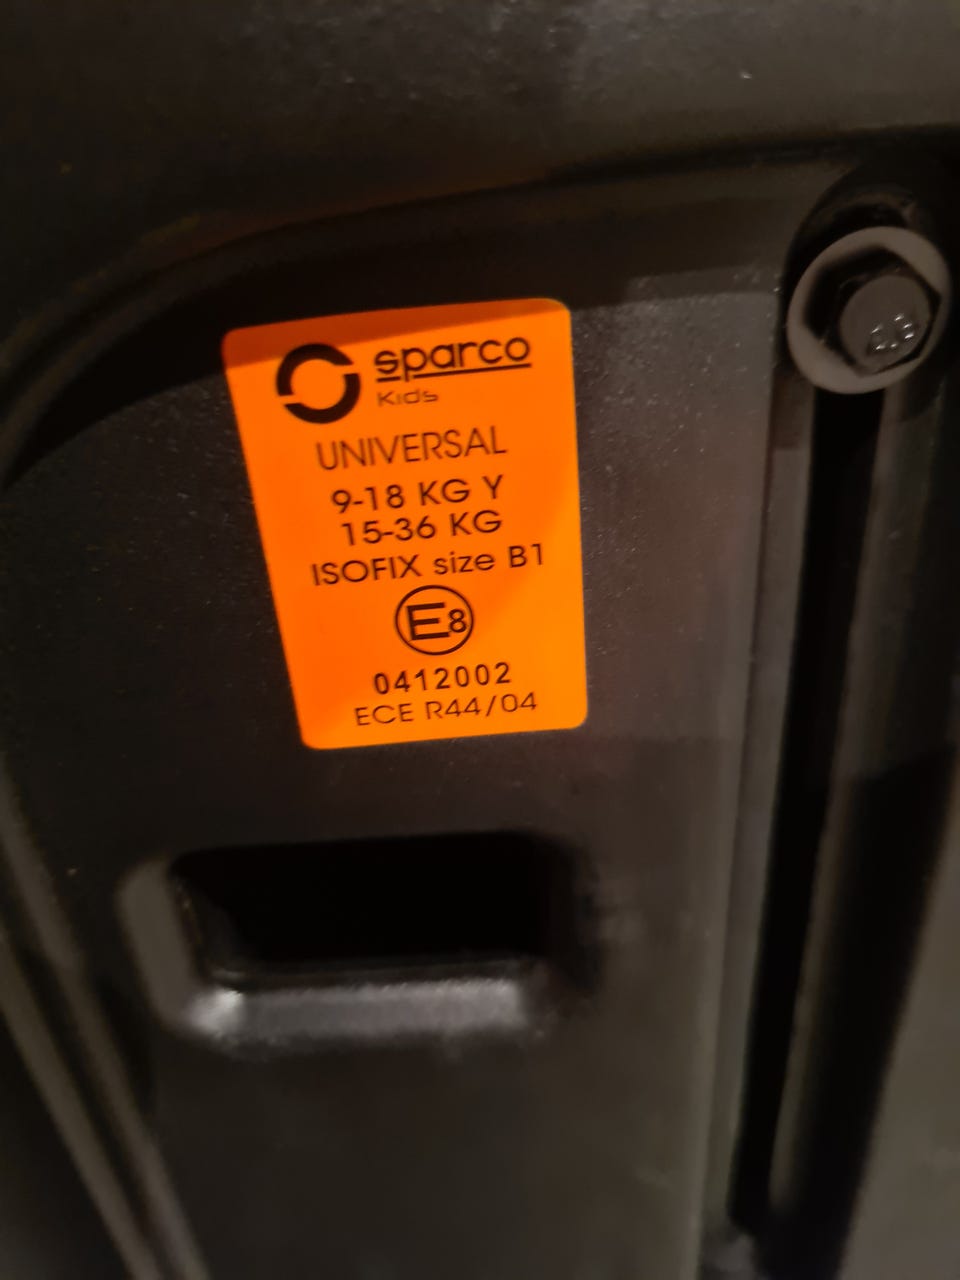 sparco
Kids
UNIVERSAL
9-18 KG Y
15-36 KG
ISOFIX size B1
E8
0412002
ECE R44/04